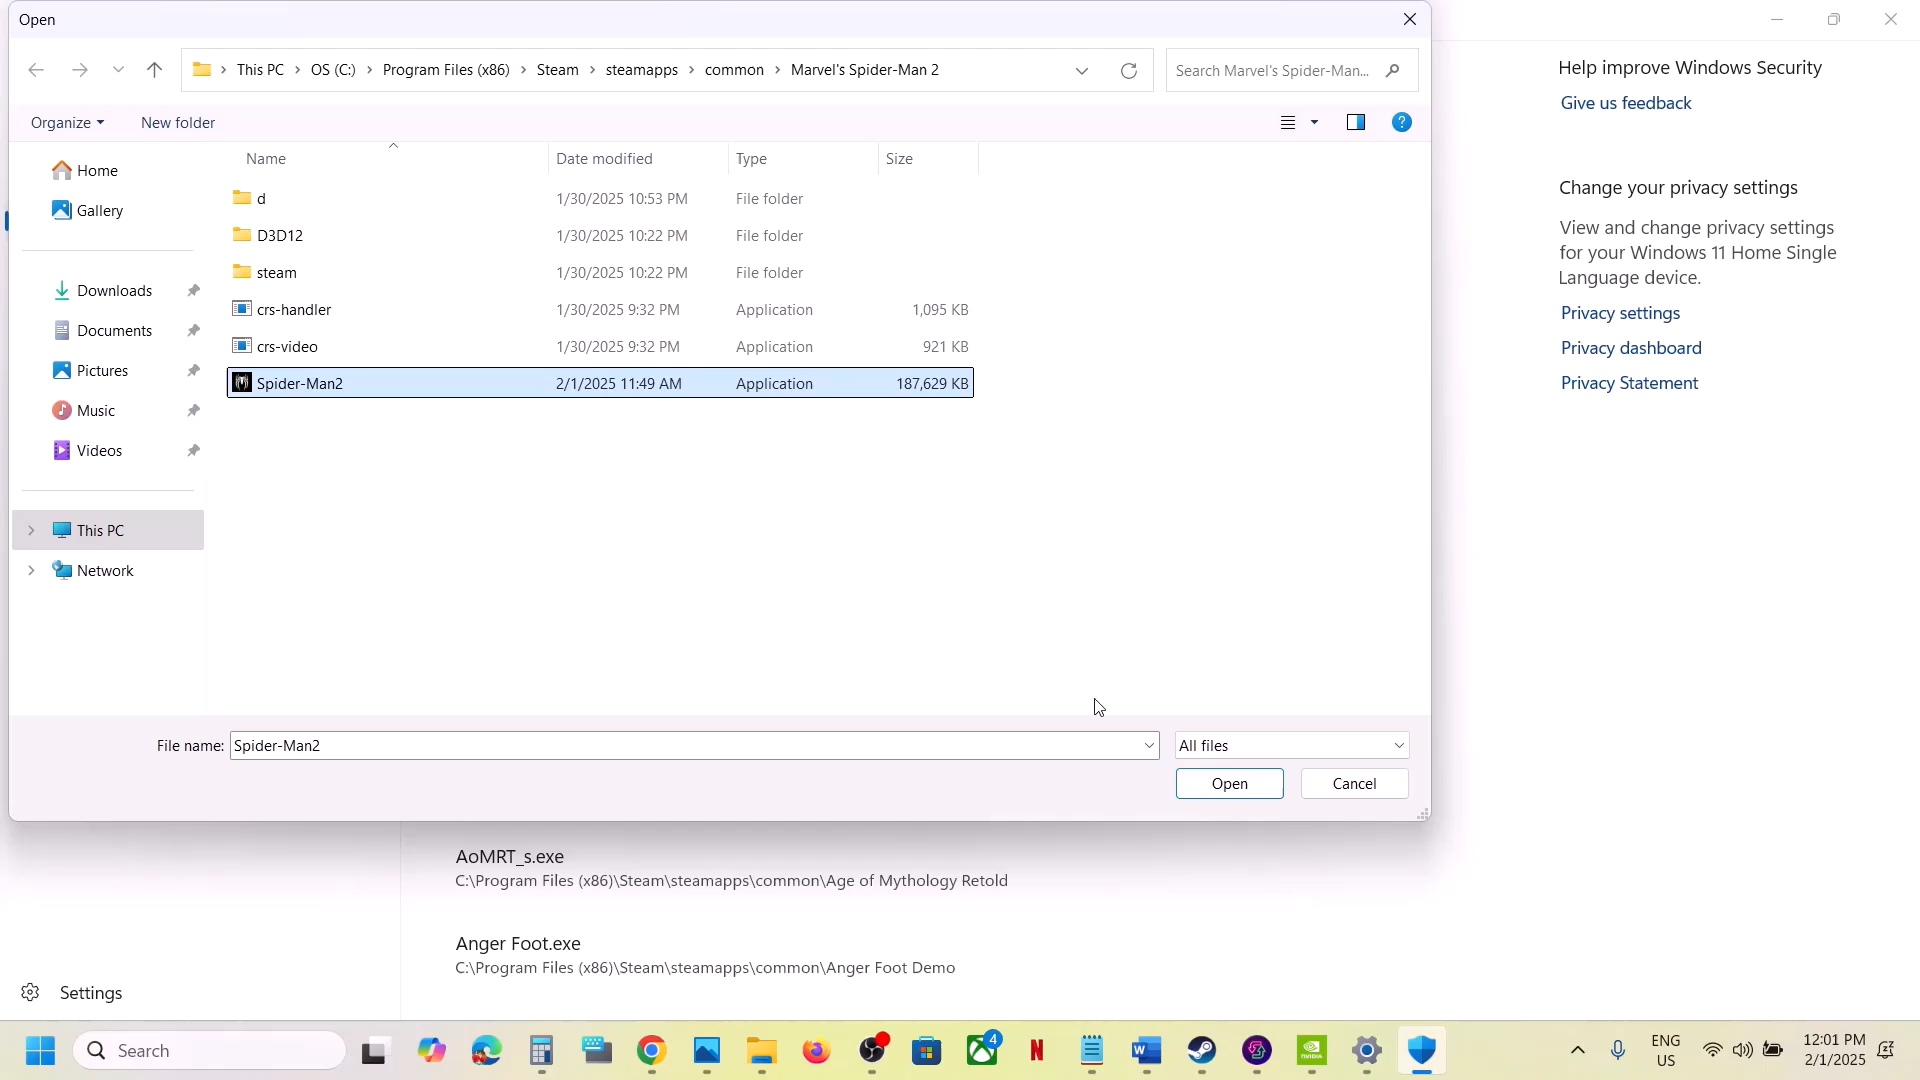 Open
This PC > OS (C:) > Program Files (x86) > Steam > steamapps > common > Marvel's Spider-Man 2
Search Marvel's Spider-Man...
Organize
New folder
Name
Date modified
Type
Size
Home
Gallery
Downloads
Documents
Pictures
Music
Videos
This PC
Network
d 1/30/2025 10:53 PM File folder
D3D12 1/30/2025 10:22 PM File folder
steam 1/30/2025 10:22 PM File folder
crs-handler 1/30/2025 9:32 PM Application 1,095 KB
crs-video 1/30/2025 9:32 PM Application 921 KB
Spider-Man2 2/1/2025 11:49 AM Application 187,629 KB
File name: Spider-Man2
All files
Open
Cancel
Help improve Windows Security
Give us feedback
Change your privacy settings
View and change privacy settings
for your Windows 11 Home Single
Language device.
Privacy settings
Privacy dashboard
Privacy Statement
AoMRT_s.exe
C:\Program Files (x86)\Steam\steamapps\common\Age of Mythology Retold
Anger Foot.exe
C:\Program Files (x86)\Steam\steamapps\common\Anger Foot Demo
Settings
Search
4
NVIDIA
ENG
US
12:01 PM
2/1/2025